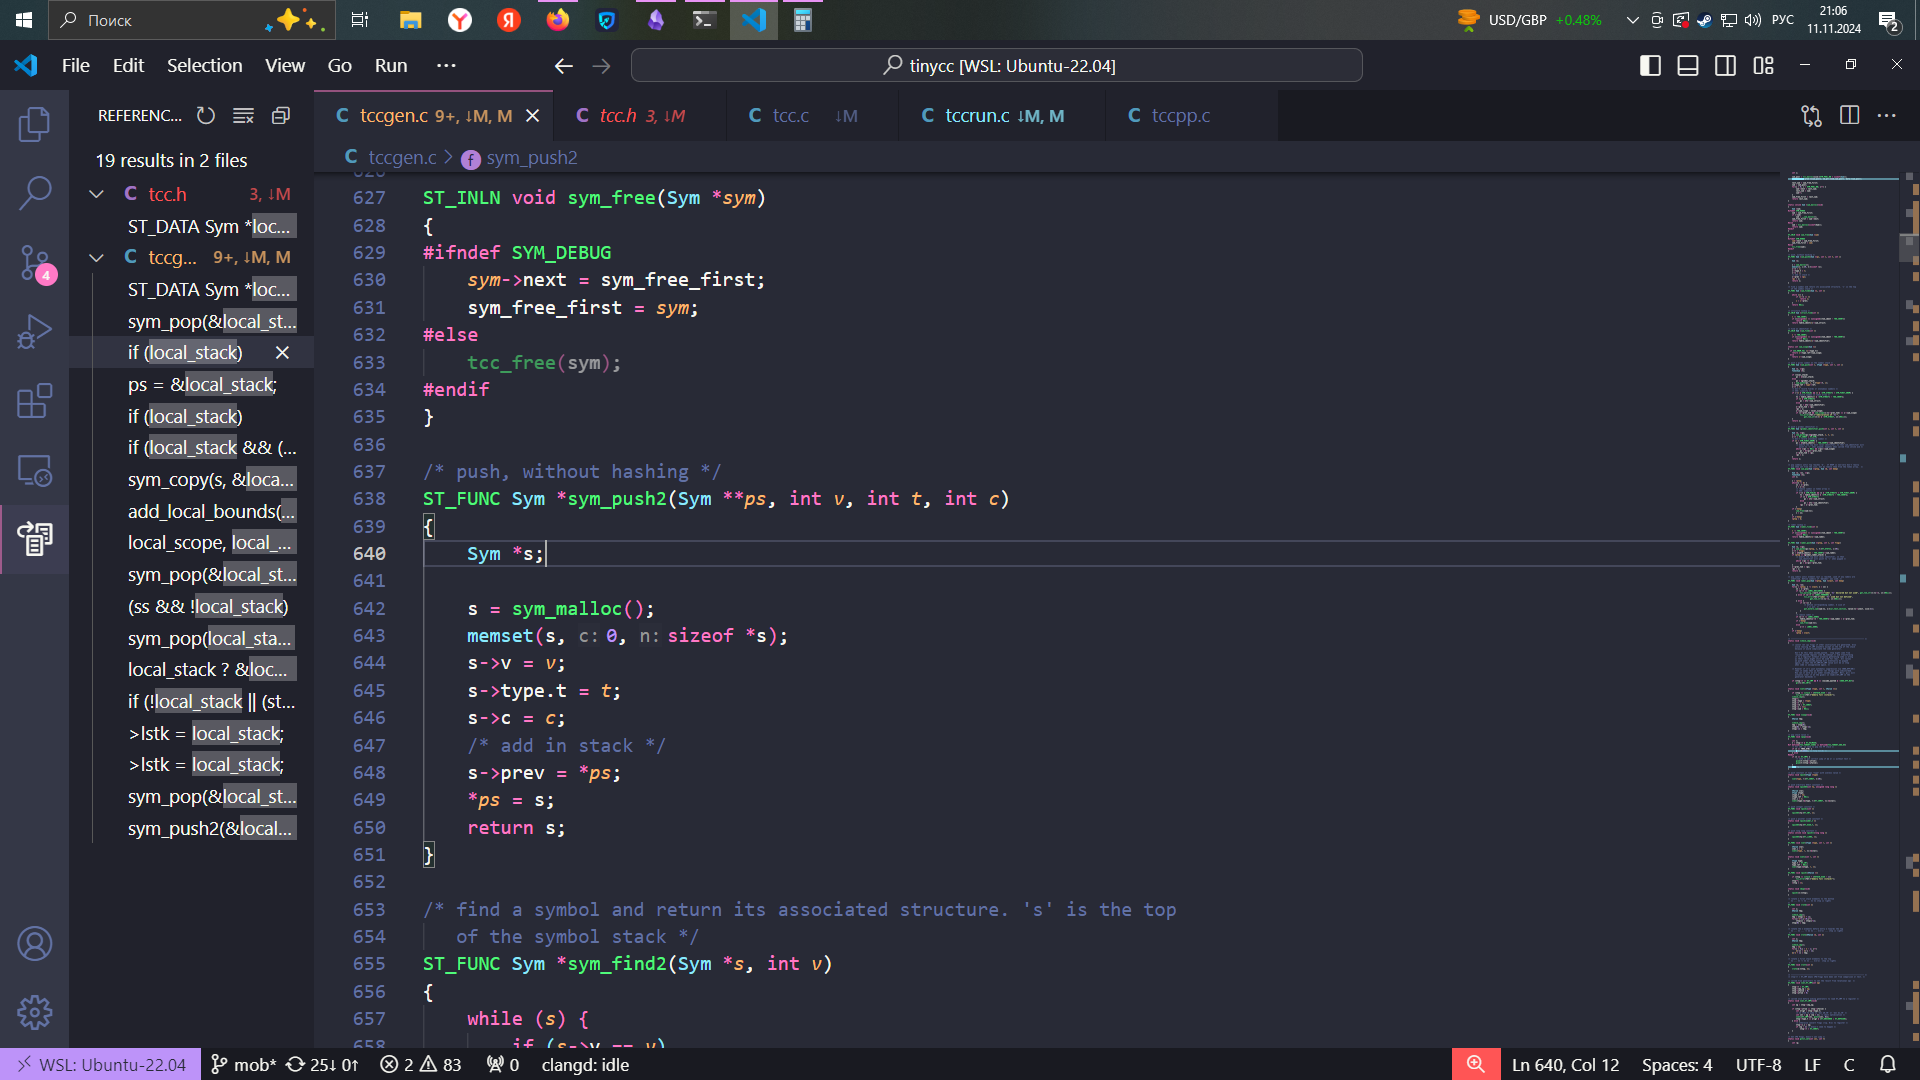 Поиск
USD/GBP +0.48%
РУС
21:06
11.11.2024
2
File Edit Selection View Go Run ···
tinycc [WSL: Ubuntu-22.04]
REFERENC...
19 results in 2 files
C tcc.h 3, ↓M
ST_DATA Sym *loc...
C tccg... 9+, ↓M, M
ST_DATA Sym *loc...
sym_pop(&local_st...
if (local_stack)
ps = &local_stack;
if (local_stack)
if (local_stack && (...
sym_copy(s, &loca...
add_local_bounds(...
local_scope, local_...
sym_pop(&local_st...
(ss && !local_stack)
sym_pop(local_sta...
local_stack ? &loc...
if (!local_stack || (st...
>lstk = local_stack;
>lstk = local_stack;
sym_pop(&local_st...
sym_push2(&local...
4
C tccgen.c 9+, ↓M, M
C tcc.h 3, ↓M
C tcc.c ↓M
C tccrun.c ↓M, M
C tccpp.c
C tccgen.c > f sym_push2
626
627 ST_INLN void sym_free(Sym *sym)
628 {
629 #ifndef SYM_DEBUG
630 sym->next = sym_free_first;
631 sym_free_first = sym;
632 #else
633 tcc_free(sym);
634 #endif
635 }
636
637 /* push, without hashing */
638 ST_FUNC Sym *sym_push2(Sym **ps, int v, int t, int c)
639 {
640 Sym *s;
641
642 s = sym_malloc();
643 memset(s, c: 0, n: sizeof *s);
644 s->v = v;
645 s->type.t = t;
646 s->c = c;
647 /* add in stack */
648 s->prev = *ps;
649 *ps = s;
650 return s;
651 }
652
653 /* find a symbol and return its associated structure. 's' is the top
654 of the symbol stack */
655 ST_FUNC Sym *sym_find2(Sym *s, int v)
656 {
657 while (s) {
658 if (s->v == v)
WSL: Ubuntu-22.04 mob* 25↓ 0↑ 2 83 0 clangd: idle
Ln 640, Col 12 Spaces: 4 UTF-8 LF C